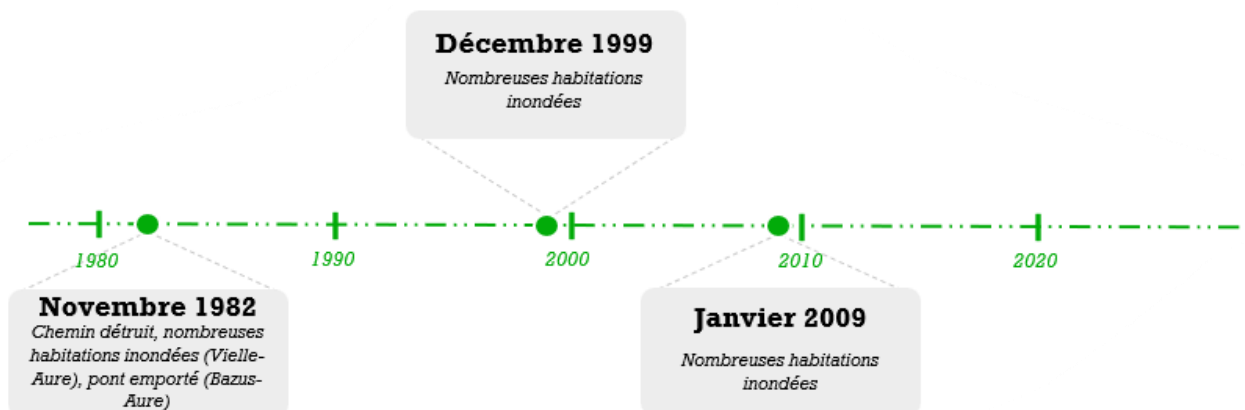 Décembre 1999
Nombreuses habitations
inondées
1980
1990
2000
2010
2020
Novembre 1982
Chemin détruit, nombreuses
habitations inondées (Vielle-
Aure), pont emporté (Bazus-
Aure)
Janvier 2009
Nombreuses habitations
inondées